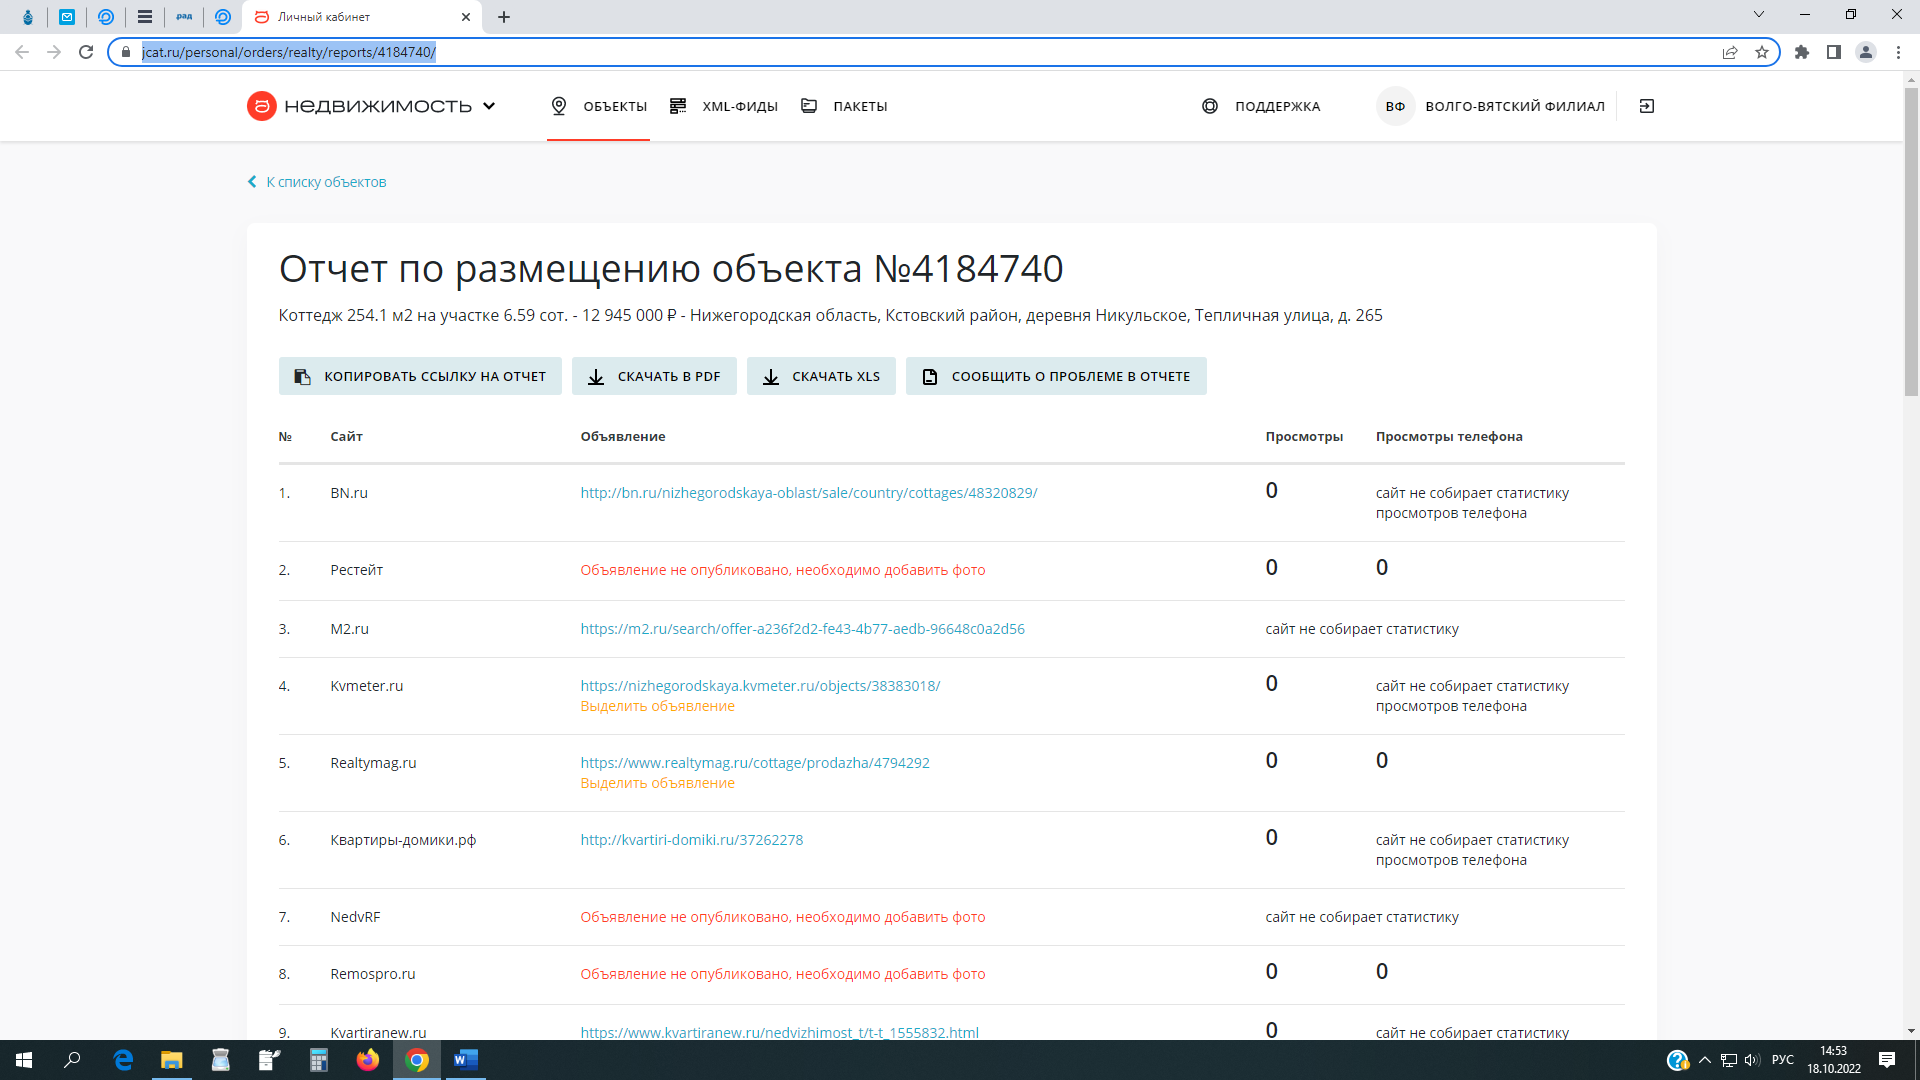 рад
Личный кабинет
jcat.ru/personal/orders/realty/reports/4184740/
недвижимость
ОБЪЕКТЫ
XML-ФИДЫ
ПАКЕТЫ
ПОДДЕРЖКА
ВФ
ВОЛГО-ВЯТСКИЙ ФИЛИАЛ
К списку объектов
Отчет по размещению объекта №4184740
Коттедж 254.1 м2 на участке 6.59 сот. - 12 945 000 ₽ - Нижегородская область, Кстовский район, деревня Никульское, Тепличная улица, д. 265
КОПИРОВАТЬ ССЫЛКУ НА ОТЧЕТ
СКАЧАТЬ В PDF
СКАЧАТЬ XLS
СООБЩИТЬ О ПРОБЛЕМЕ В ОТЧЕТЕ
№ Сайт Объявление Просмотры Просмотры телефона
1. BN.ru http://bn.ru/nizhegorodskaya-oblast/sale/country/cottages/48320829/ 0 сайт не собирает статистику
просмотров телефона
2. Рестейт Объявление не опубликовано, необходимо добавить фото 0 0
3. M2.ru https://m2.ru/search/offer-a236f2d2-fe43-4b77-aedb-96648c0a2d56 сайт не собирает статистику
4. Kvmeter.ru https://nizhegorodskaya.kvmeter.ru/objects/38383018/ 0 сайт не собирает статистику
Выделить объявление просмотров телефона
5. Realtymag.ru https://www.realtymag.ru/cottage/prodazha/4794292 0 0
Выделить объявление
6. Квартиры-домики.рф http://kvartiri-domiki.ru/37262278 0 сайт не собирает статистику
просмотров телефона
7. NedvRF Объявление не опубликовано, необходимо добавить фото сайт не собирает статистику
8. Remospro.ru Объявление не опубликовано, необходимо добавить фото 0 0
9. Kvartiranew.ru https://www.kvartiranew.ru/nedvizhimost_t/t-t_1555832.html 0 сайт не собирает статистику
РУС
14:53
18.10.2022